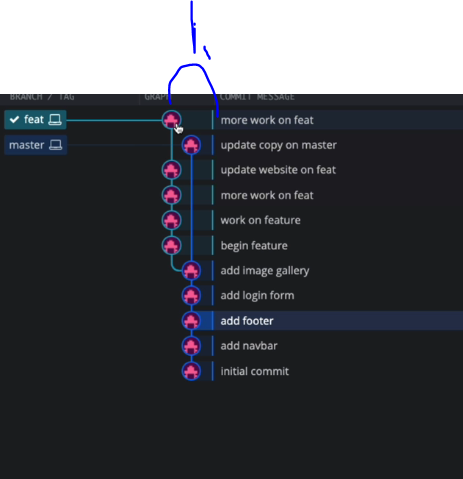 BRANCH / TAG GRAPH COMMIT MESSAGE
feat more work on feat
master update copy on master
update website on feat
more work on feat
work on feature
begin feature
add image gallery
add login form
add footer
add navbar
initial commit